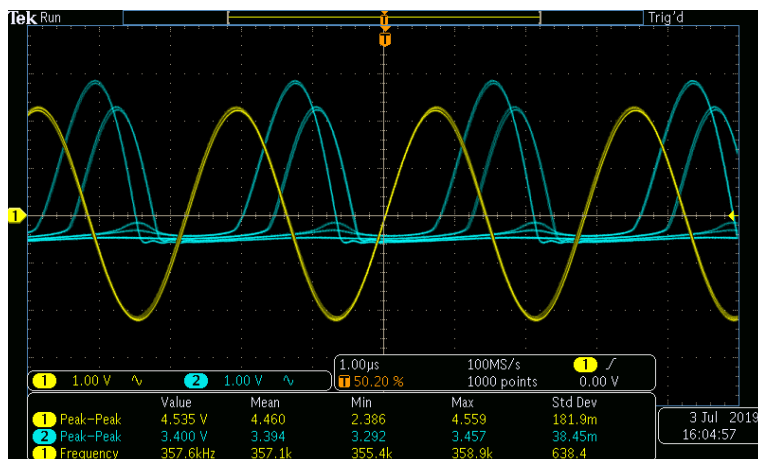 Tek Run Trig'd
T
T
1
1 1.00 V 2 1.00 V
1.00µs 100MS/s 1
T 50.20 % 1000 points 0.00 V
Value Mean Min Max Std Dev
1 Peak-Peak 4.535 V 4.460 2.386 4.559 181.9m
2 Peak-Peak 3.400 V 3.394 3.292 3.457 38.45m
1 Frequency 357.6kHz 357.1k 355.4k 358.9k 638.4
3 Jul 2019
16:04:57